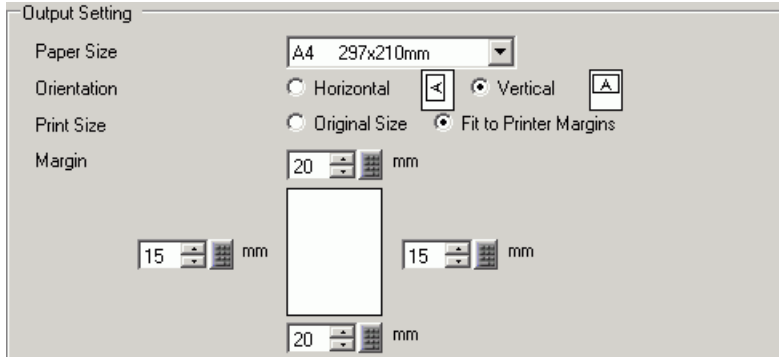 Output Setting
Paper Size A4 297x210mm
Orientation Horizontal A Vertical A
Print Size Original Size Fit to Printer Margins
Margin 20 mm
15 mm 15 mm
20 mm